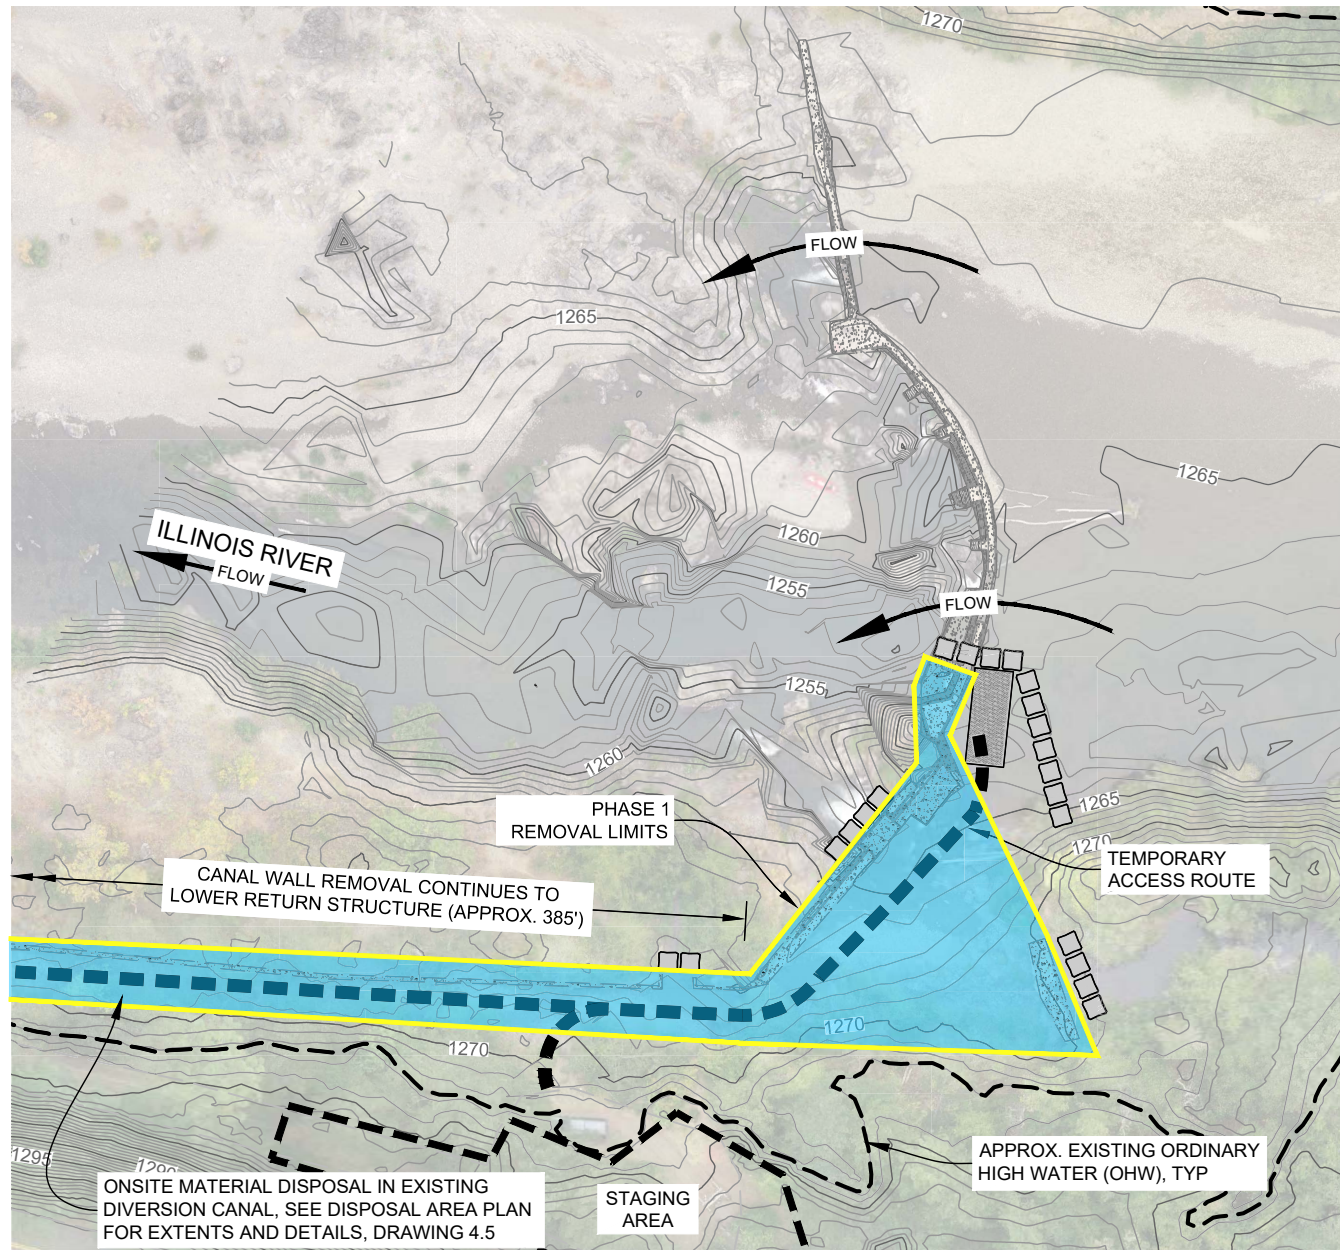 1270
FLOW
1265
1265
1260
ILLINOIS RIVER
FLOW
1255
FLOW
1255
1260
PHASE 1
REMOVAL LIMITS
1265
1270
TEMPORARY
ACCESS ROUTE
CANAL WALL REMOVAL CONTINUES TO
LOWER RETURN STRUCTURE (APPROX. 385')
1270
1270
1295
1290
APPROX. EXISTING ORDINARY
HIGH WATER (OHW), TYP
ONSITE MATERIAL DISPOSAL IN EXISTING
DIVERSION CANAL, SEE DISPOSAL AREA PLAN
FOR EXTENTS AND DETAILS, DRAWING 4.5
STAGING
AREA